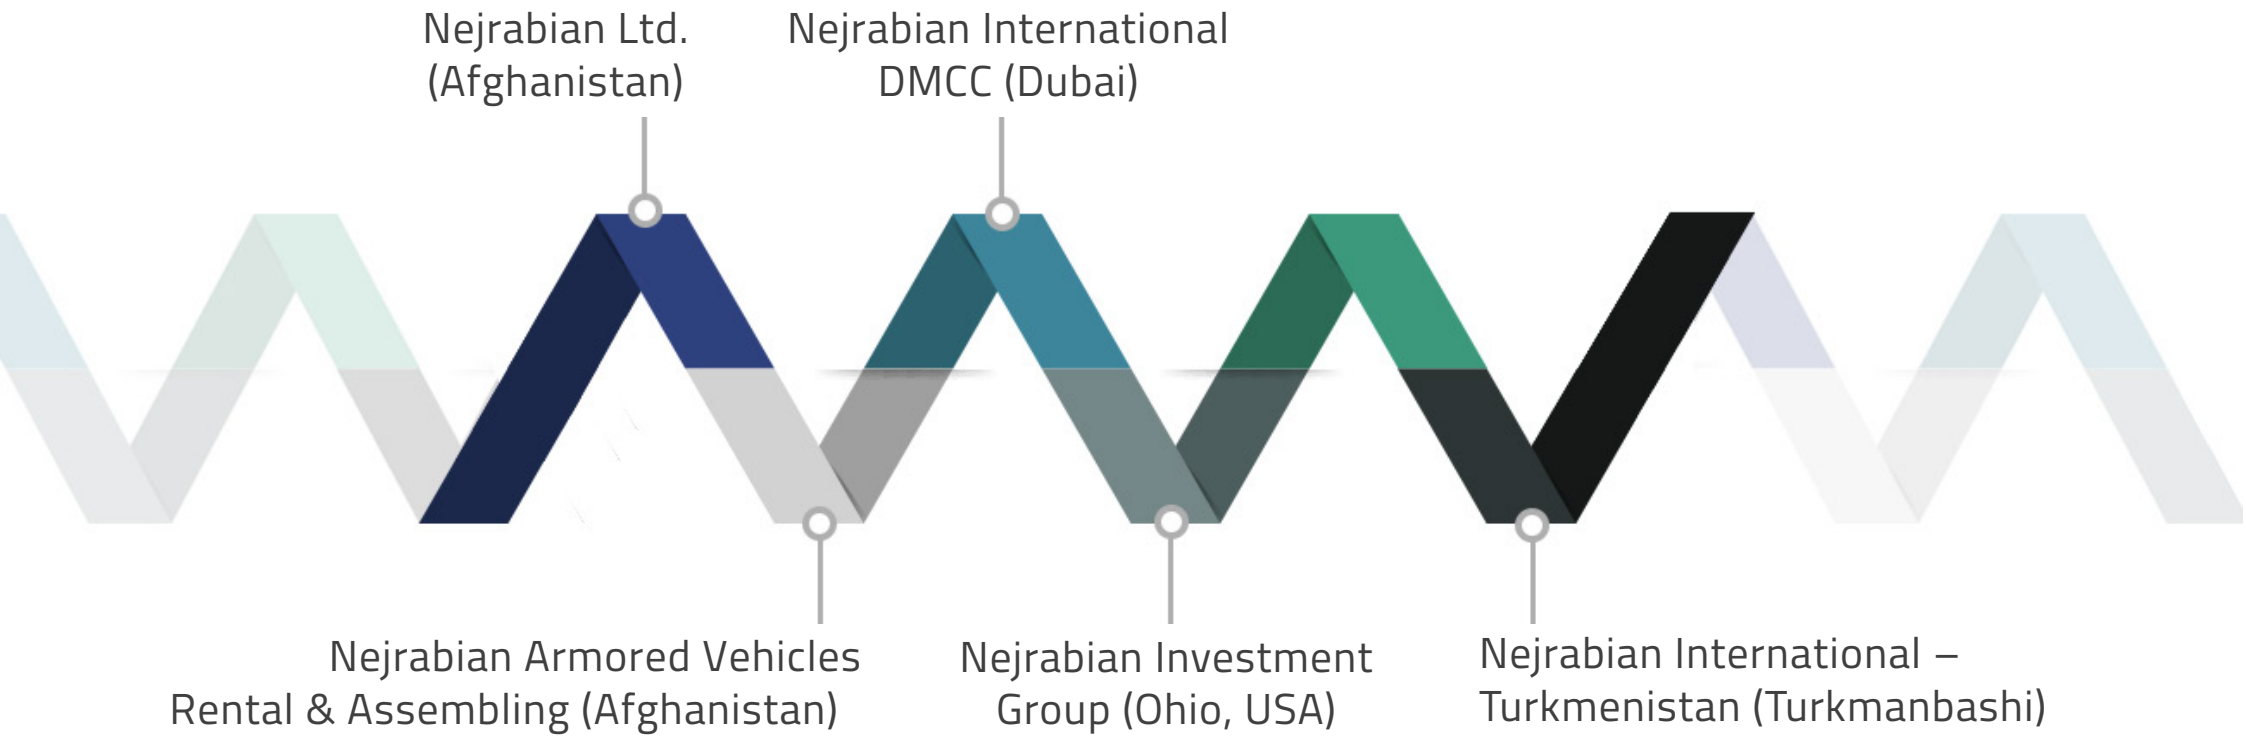 Nejrabian Ltd.
(Afghanistan)
Nejrabian International
DMCC (Dubai)
Nejrabian Armored Vehicles
Rental & Assembling (Afghanistan)
Nejrabian Investment
Group (Ohio, USA)
Nejrabian International –
Turkmenistan (Turkmanbashi)